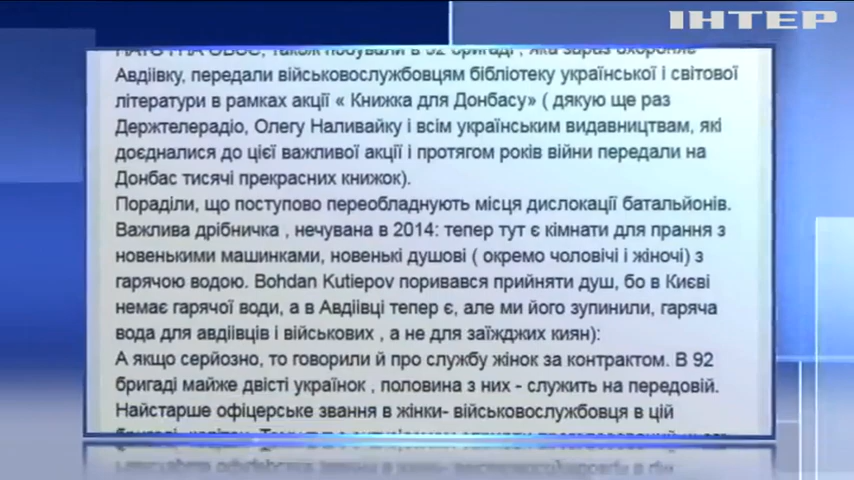 ІНТЕР
НАТО і на ООС, також побували в 92 бригаді , яка зараз охороняє
Авдіївку, передали військовослужбовцям бібліотеку української і світової
літератури в рамках акції « Книжка для Донбасу» ( дякую ще раз
Держтелерадіо, Олегу Наливайку і всім українським видавництвам, які
доєдналися до цієї важливої акції і протягом років війни передали на
Донбас тисячі прекрасних книжок).
Пораділи, що поступово переобладнують місця дислокації батальйонів.
Важлива дрібничка , нечувана в 2014: тепер тут є кімнати для прання з
новенькими машинками, новенькі душові ( окремо чоловічі і жіночі) з
гарячою водою. Bohdan Kutiepov поривався прийняти душ, бо в Києві
немає гарячої води, а в Авдіївці тепер є, але ми його зупинили, гаряча
вода для авдіївців і військових , а не для заїжджих киян):
А якщо серйозно, то говорили й про службу жінок за контрактом. В 92
бригаді майже двісті українок , половина з них - служить на передовій.
Найстарше офіцерське звання в жінки- військовослужбовця в цій